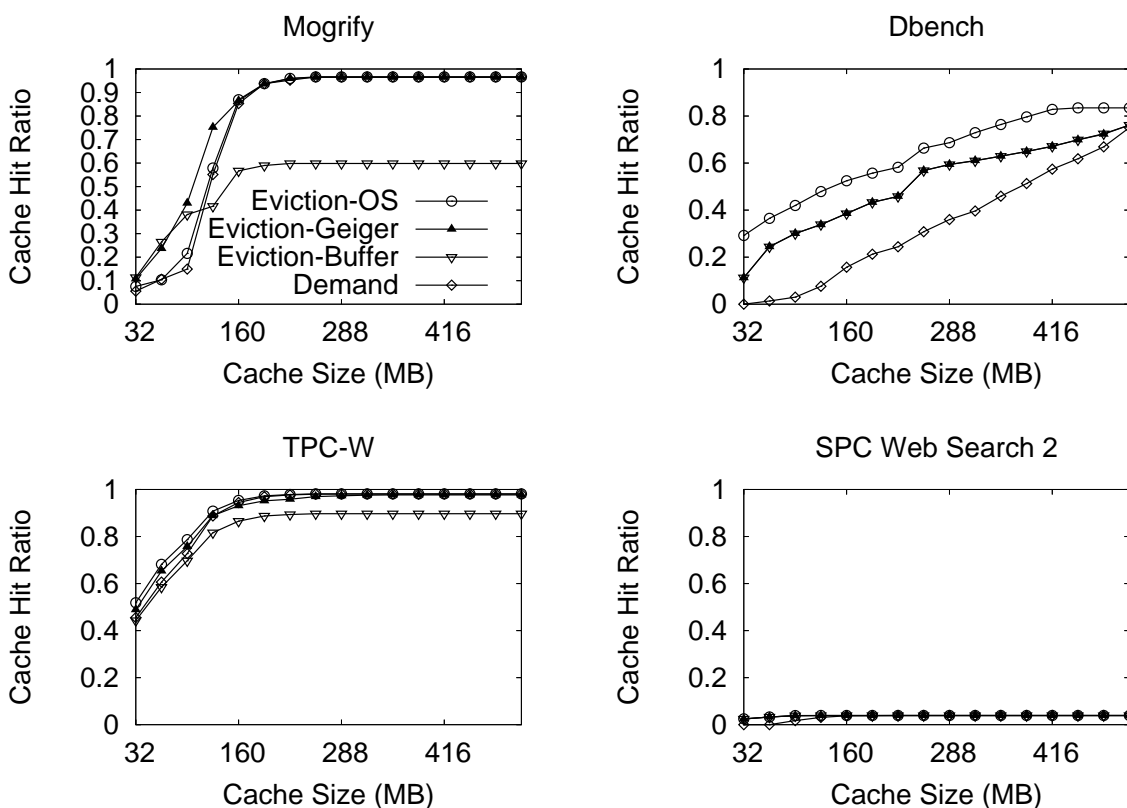 Mogrify
1
0.9
0.8
0.7
0.6
0.5
0.4
0.3
0.2
0.1
0
Cache Hit Ratio
Eviction-OS
Eviction-Geiger
Eviction-Buffer
Demand
32 160 288 416
Cache Size (MB)
Dbench
1
0.8
0.6
0.4
0.2
0
Cache Hit Ratio
32 160 288 416
Cache Size (MB)
TPC-W
1
0.8
0.6
0.4
0.2
0
Cache Hit Ratio
32 160 288 416
Cache Size (MB)
SPC Web Search 2
1
0.8
0.6
0.4
0.2
0
Cache Hit Ratio
32 160 288 416
Cache Size (MB)